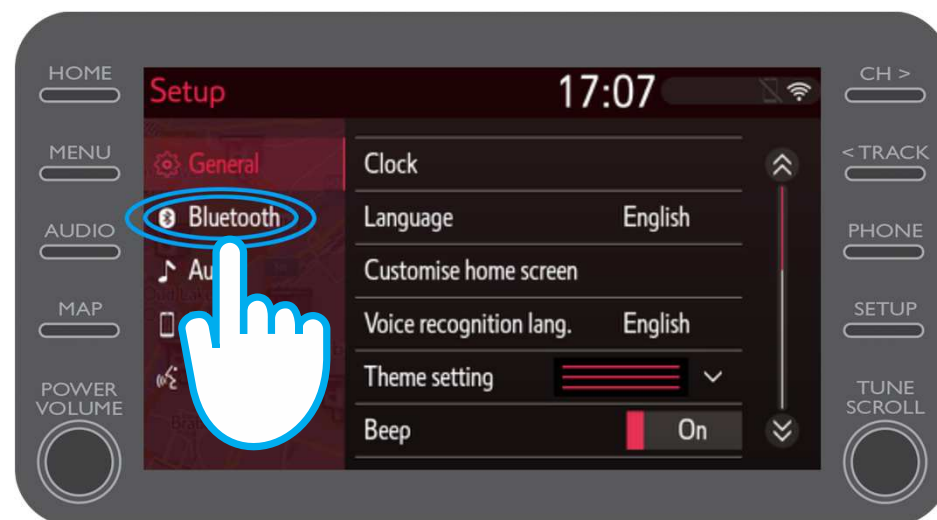 HOME
MENU
AUDIO
MAP
POWER
VOLUME
Setup
17:07
General
Bluetooth
Au
Clock
Language English
Customise home screen
Voice recognition lang. English
Theme setting
Beep On
CH >
< TRACK
PHONE
SETUP
TUNE
SCROLL